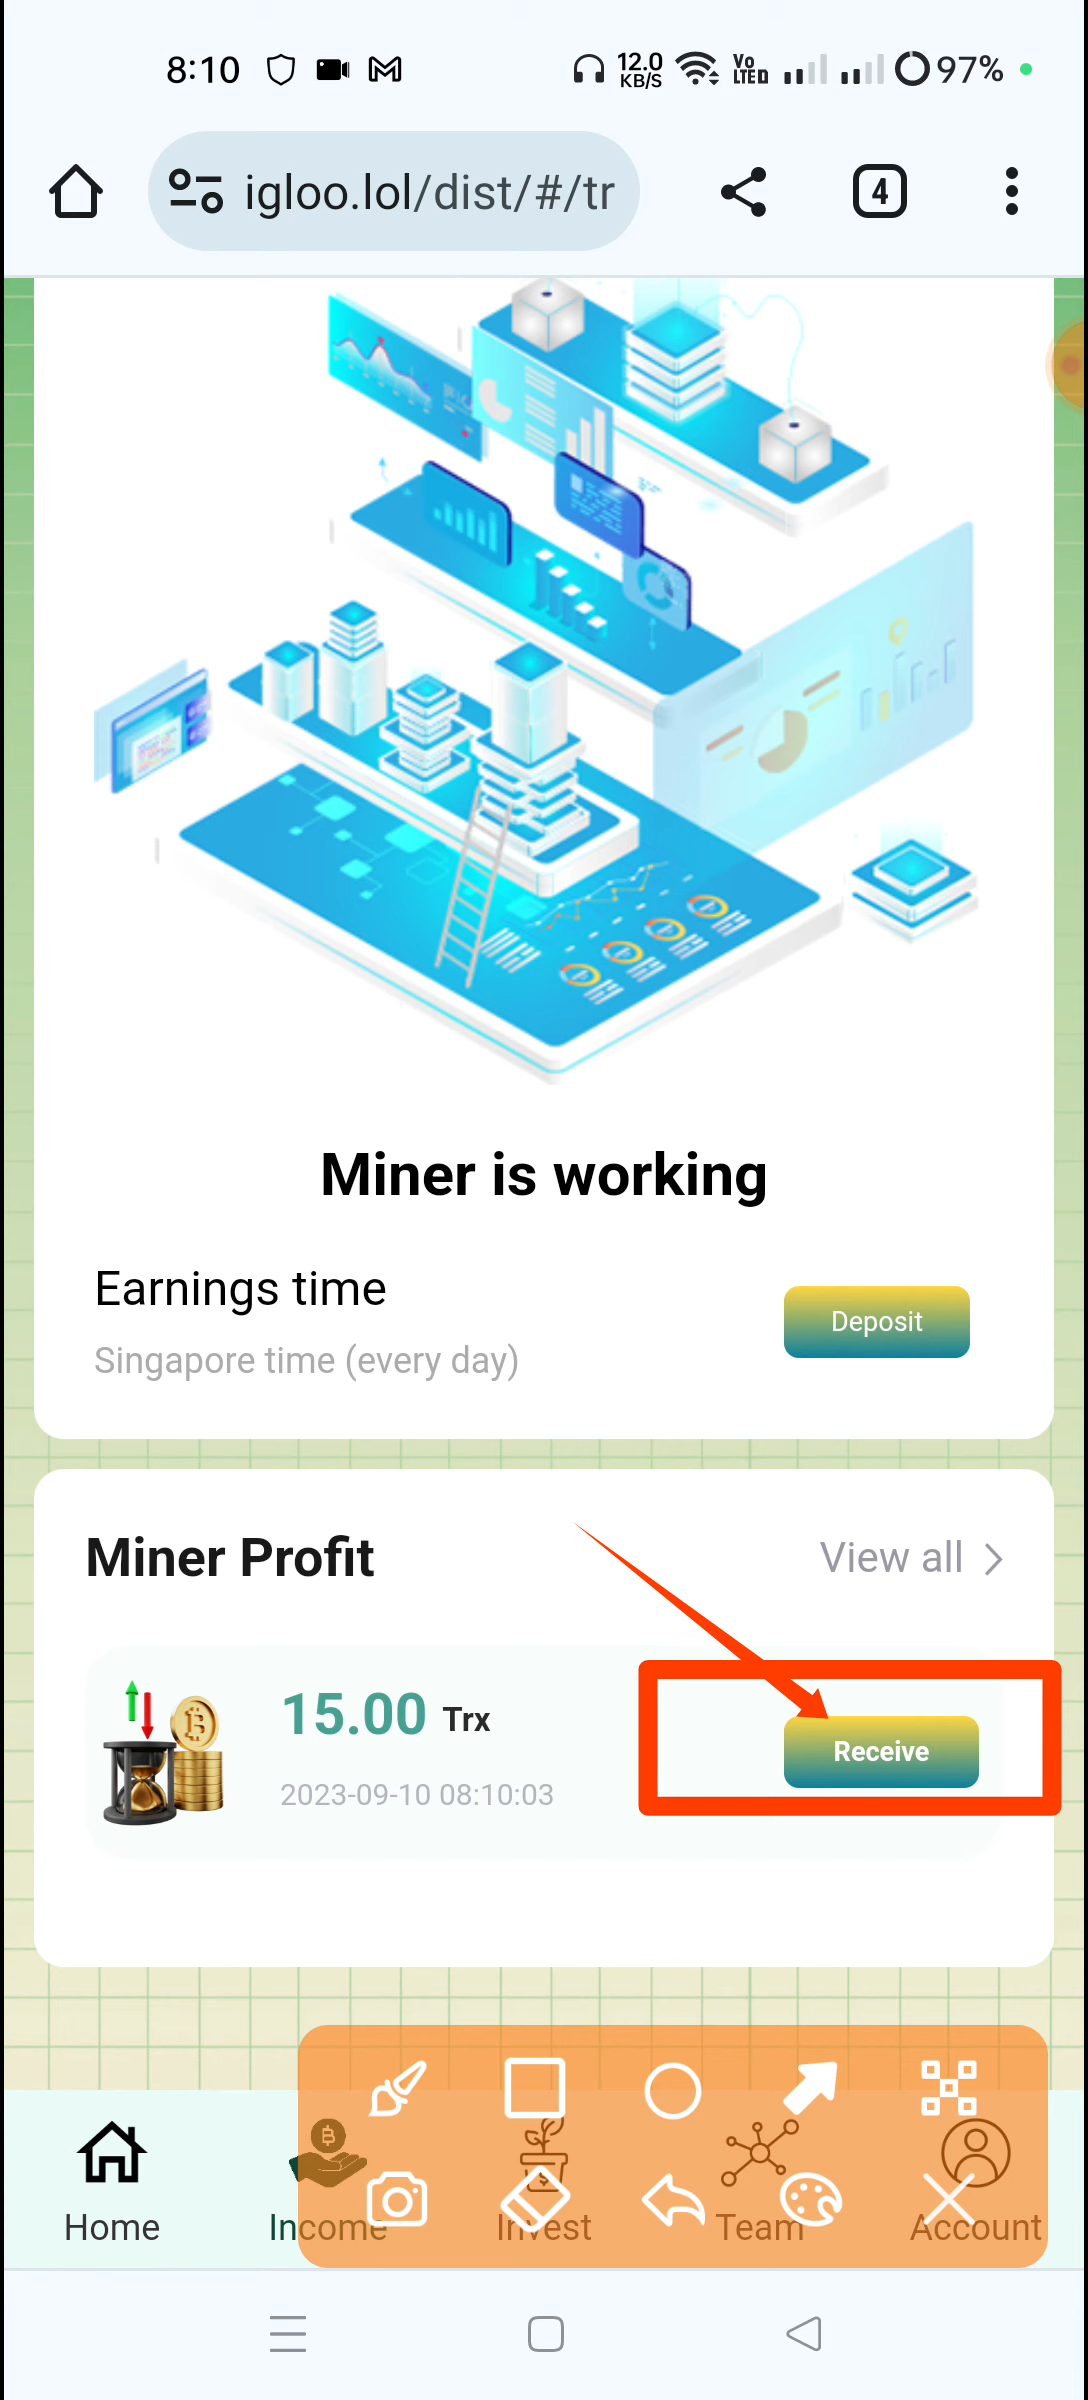 8:10
12.0 KB/S
Vo LTED
97%
igloo.lol/dist/#/tr
4
Miner is working
Earnings time
Singapore time (every day)
Deposit
Miner Profit
View all
15.00 Trx
2023-09-10 08:10:03
Receive
Home
Income
Invest
Team
Account